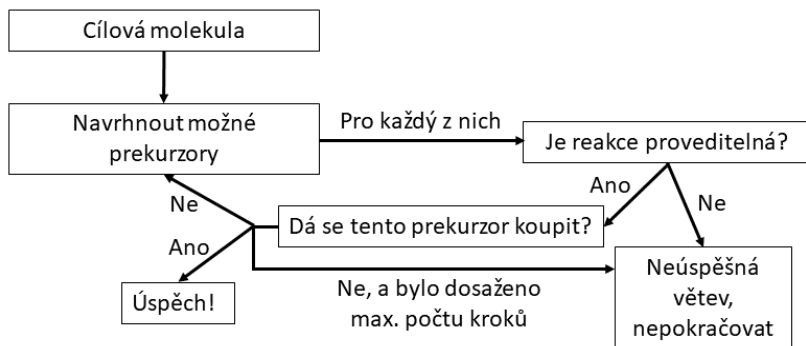 Cílová molekula
Navrhnout možné
prekurzory
Pro každý z nich
Je reakce proveditelná?
Ano
Ne
Ne
Dá se tento prekurzor koupit?
Ano
Úspěch!
Ne, a bylo dosaženo
max. počtu kroků
Neúspěšná
větev,
nepokračovat